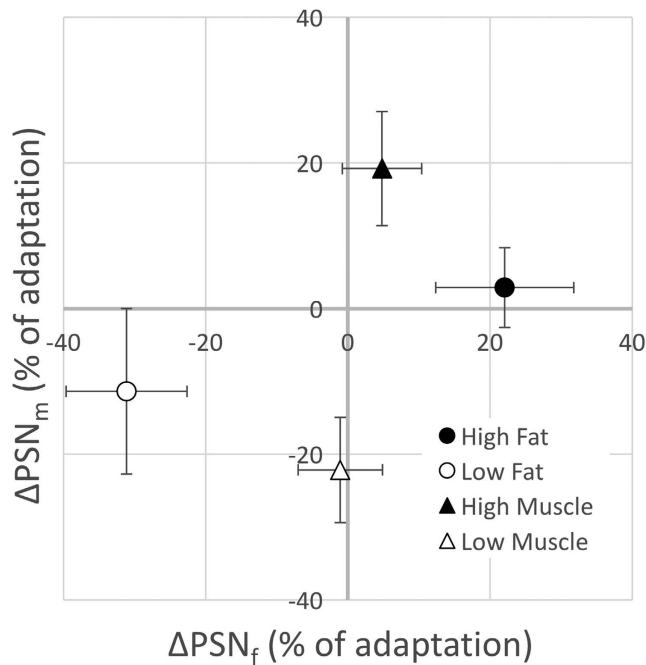 40
20
0
-40
-20
0
20
40
-20
-40
ΔPSNm (% of adaptation)
High Fat
Low Fat
High Muscle
Low Muscle
ΔPSNf (% of adaptation)